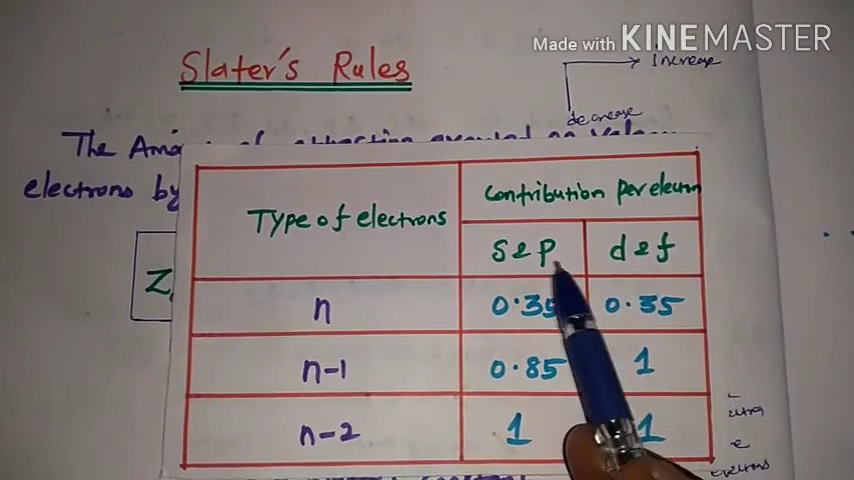 Made with KINEMASTER
Slater's Rules
increase
decrease
The
electrons by
Type of electrons
Contribution Per electron
S & P
d & f
n
0.35
0.35
n-1
0.85
1
n-2
1
1
Z